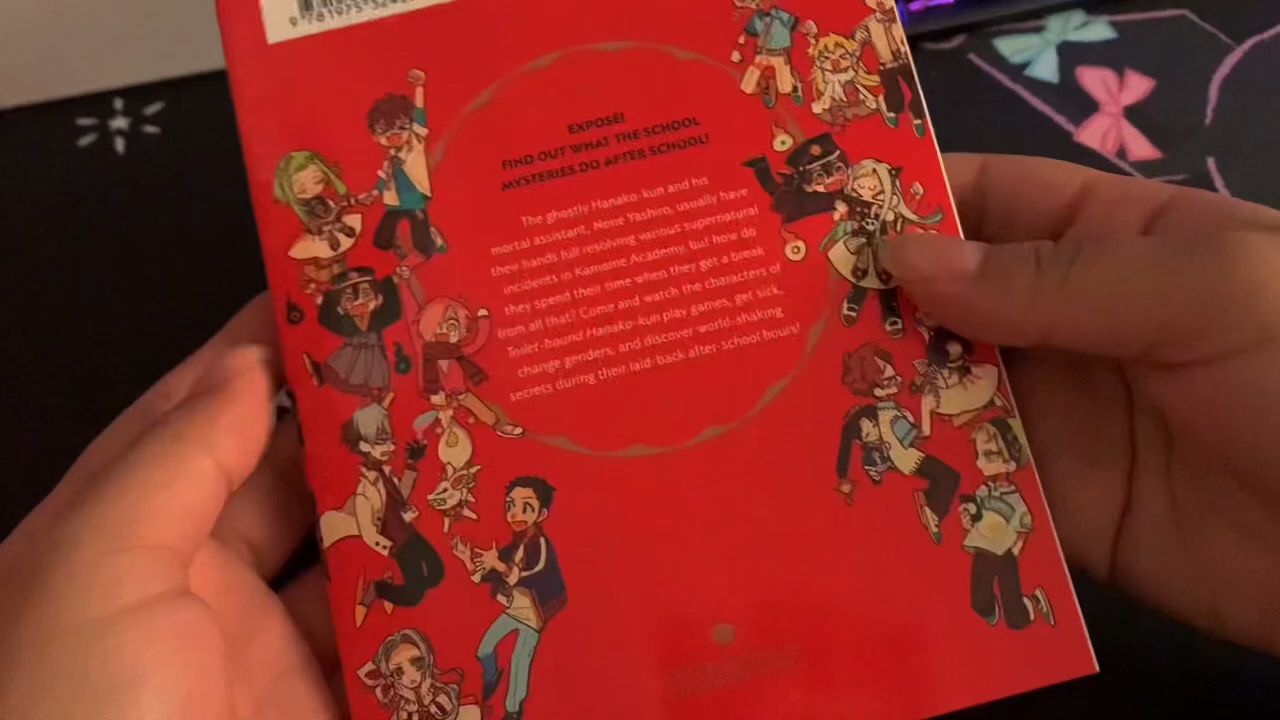 EXPOSÉ!
FIND OUT WHAT THE SCHOOL
MYSTERIES DO AFTER SCHOOL!
The ghostly Hanako-kun and his
mortal assistant, Nene Yashiro, usually have
they hands full resolving various supernatural
incidents in Kamome Academy, but how do
they spend their time when they get a break
from all that? Come and watch the characters of
Toilet-bound Hanako-kun play games, get sick,
change genders, and discover world-shaking
secrets during their laid-back after-school hours!